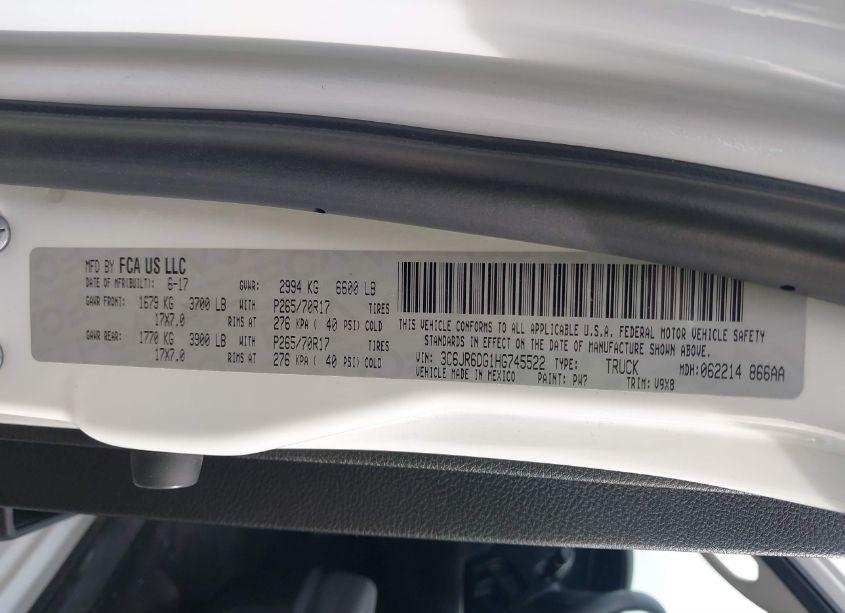 MFD BY FCA US LLC
DATE OF MFR(BUILT): 6-17 GVWR: 2994 KG 6600 LB
GAWR FRONT: 1679 KG 3700 LB WITH P265/70R17 TIRES
17X7.0 RIMS AT 276 KPA ( 40 PSI) COLD
GAWR REAR: 1770 KG 3900 LB WITH P265/70R17 TIRES
17X7.0 RIMS AT 276 KPA ( 40 PSI) COLD
THIS VEHICLE CONFORMS TO ALL APPLICABLE U.S.A. FEDERAL MOTOR VEHICLE SAFETY
STANDARDS IN EFFECT ON THE DATE OF MANUFACTURE SHOWN ABOVE.
VIN: 3C6JR6DG1HG745522 TYPE: TRUCK MDH: 062214 866AA
VEHICLE MADE IN MEXICO PAINT: PW7 TRIM: V9X8